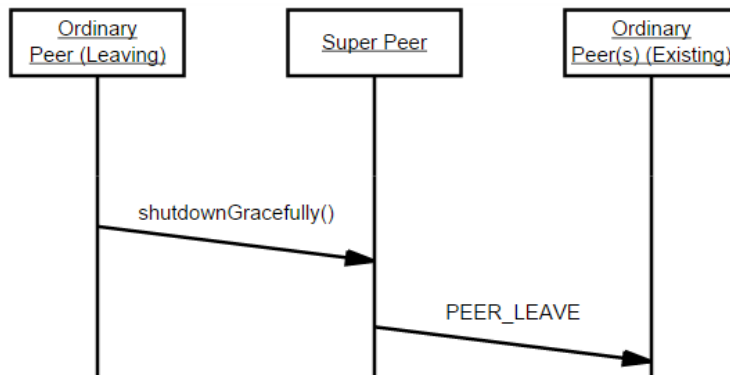 Ordinary
Peer (Leaving)
Super Peer
Ordinary
Peer(s) (Existing)
shutdownGracefully()
PEER_LEAVE